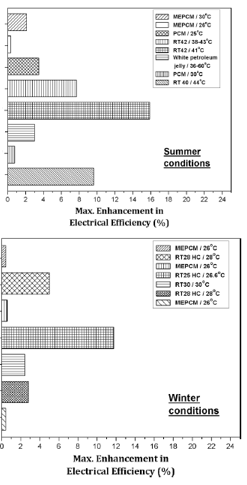 MEPCM / 30°C
MEPCM / 26°C
PCM / 25°C
RT42 / 38-43°C
RT42 / 41°C
White petroleum
jelly / 36-60°C
PCM / 30°C
RT 40 / 44°C
Summer
conditions
0 2 4 6 8 10 12 14 16 18 20 22 24
Max. Enhancement in
Electrical Efficiency (%)
MEPCM / 26°C
RT28 HC / 28°C
MEPCM / 26°C
RT25 HC / 26.6°C
RT30 / 30°C
RT28 HC / 28°C
MEPCM / 26°C
Winter
conditions
0 2 4 6 8 10 12 14 16 18 20 22 24
Max. Enhancement in
Electrical Efficiency (%)